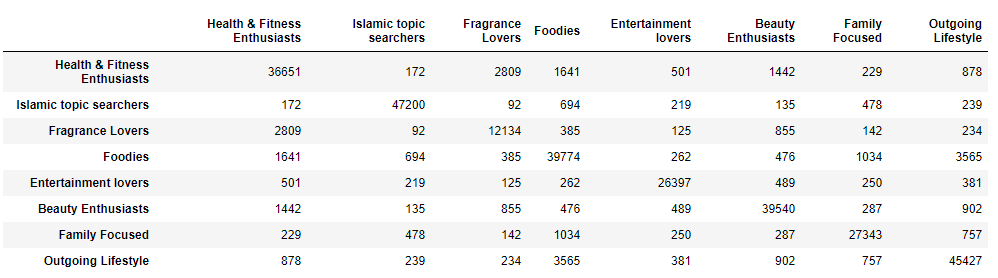 Health & Fitness Enthusiasts Islamic topic searchers Fragrance Lovers Foodies Entertainment lovers Beauty Enthusiasts Family Focused Outgoing Lifestyle
Health & Fitness Enthusiasts 36651 172 2809 1641 501 1442 229 878
Islamic topic searchers 172 47200 92 694 219 135 478 239
Fragrance Lovers 2809 92 12134 385 125 855 142 234
Foodies 1641 694 385 39774 262 476 1034 3565
Entertainment lovers 501 219 125 262 26397 489 250 381
Beauty Enthusiasts 1442 135 855 476 489 39540 287 902
Family Focused 229 478 142 1034 250 287 27343 757
Outgoing Lifestyle 878 239 234 3565 381 902 757 45427